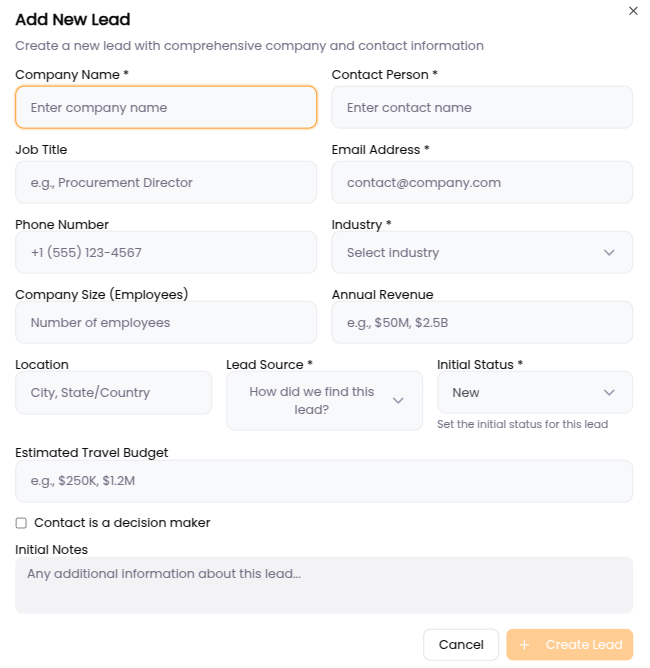 Add New Lead
Create a new lead with comprehensive company and contact information
Company Name *
Contact Person *
Enter company name
Enter contact name
Job Title
Email Address *
e.g., Procurement Director
contact@company.com
Phone Number
Industry *
+1 (555) 123-4567
Select industry
Company Size (Employees)
Annual Revenue
Number of employees
e.g., $50M, $2.5B
Location
Lead Source *
Initial Status *
City, State/Country
How did we find this
lead?
New
Set the initial status for this lead
Estimated Travel Budget
e.g., $250K, $1.2M
Contact is a decision maker
Initial Notes
Any additional information about this lead...
Cancel
+ Create Lead